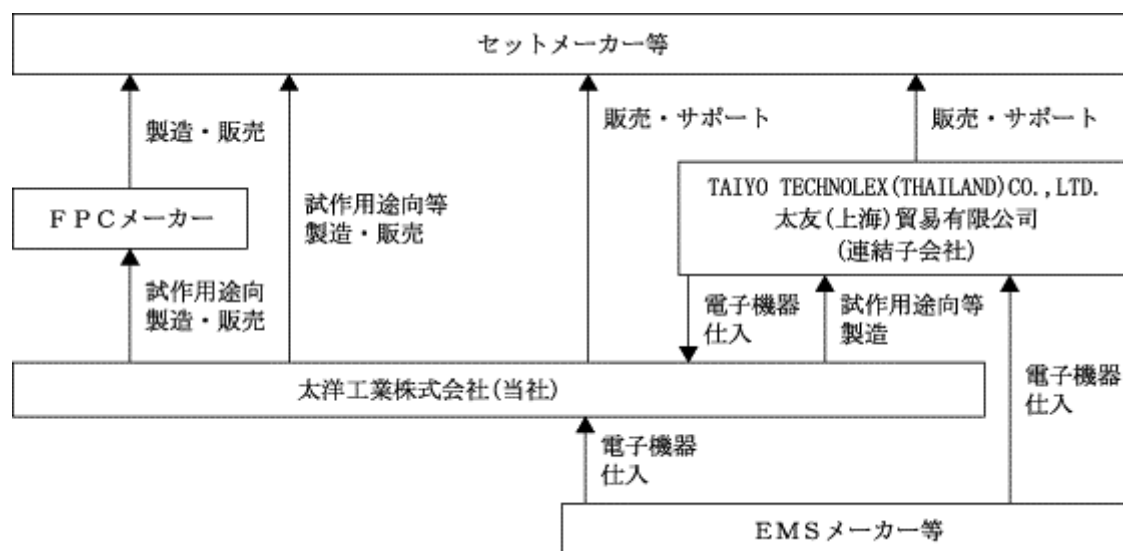 セットメーカー等
製造・販売
販売・サポート
販売・サポート
TAIYO TECHNOLEX(THAILAND)CO.,LTD.
太友(上海)貿易有限公司
(連結子会社)
FPCメーカー
試作用途向等
製造・販売
試作用途向
製造・販売
電子機器
仕入
試作用途向等
製造
電子機器
仕入
太洋工業株式会社(当社)
電子機器
仕入
EMSメーカー等